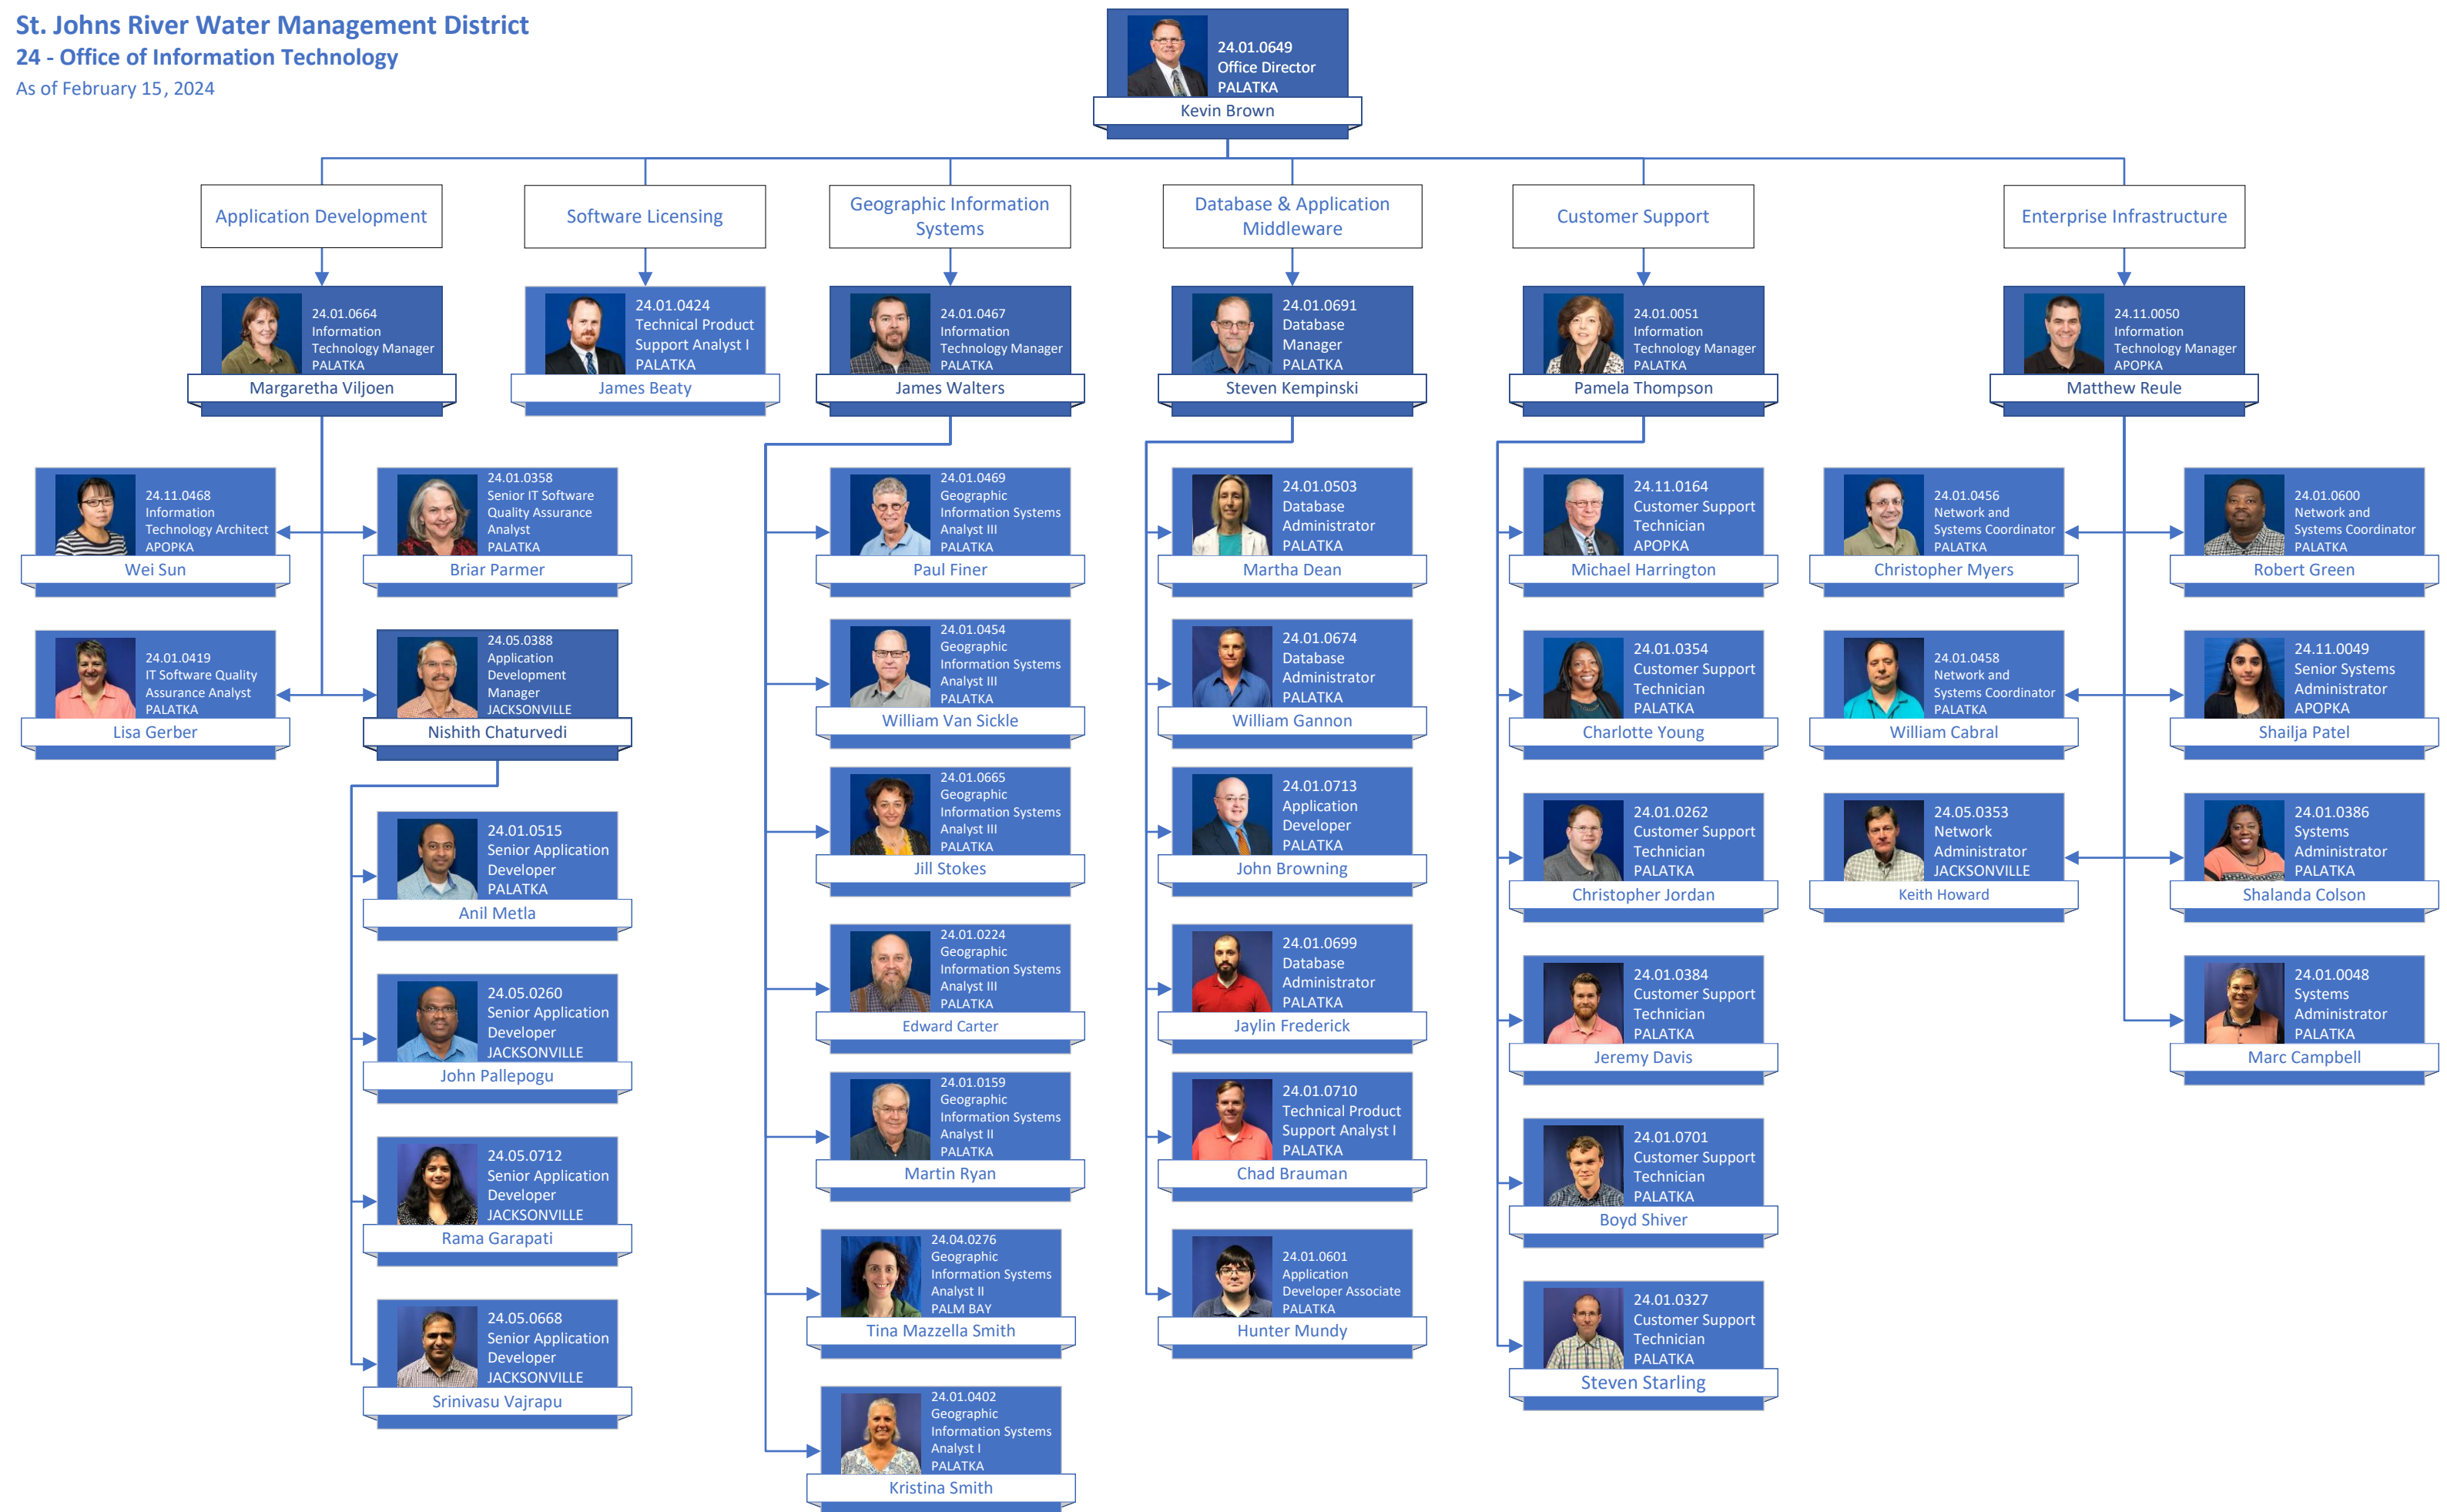 St. Johns River Water Management District
24 - Office of Information Technology
As of February 15, 2024
24.01.0649
Office Director
PALATKA
Kevin Brown
Application Development
Software Licensing
Geographic Information
Systems
Database & Application
Middleware
Customer Support
Enterprise Infrastructure
24.01.0664
Information
Technology Manager
PALATKA
Margaretha Viljoen
24.01.0424
Technical Product
Support Analyst I
PALATKA
James Beaty
24.01.0467
Information
Technology Manager
PALATKA
James Walters
24.01.0691
Database
Manager
PALATKA
Steven Kempinski
24.01.0051
Information
Technology Manager
PALATKA
Pamela Thompson
24.11.0050
Information
Technology Manager
APOPKA
Matthew Reule
24.11.0468
Information
Technology Architect
APOPKA
Wei Sun
24.01.0358
Senior IT Software
Quality Assurance
Analyst
PALATKA
Briar Parmer
24.01.0419
IT Software Quality
Assurance Analyst
PALATKA
Lisa Gerber
24.05.0388
Application
Development
Manager
JACKSONVILLE
Nishith Chaturvedi
24.01.0515
Senior Application
Developer
PALATKA
Anil Metla
24.05.0260
Senior Application
Developer
JACKSONVILLE
John Pallepogu
24.05.0712
Senior Application
Developer
JACKSONVILLE
Rama Garapati
24.05.0668
Senior Application
Developer
JACKSONVILLE
Srinivasu Vajrapu
24.01.0469
Geographic
Information Systems
Analyst III
PALATKA
Paul Finer
24.01.0454
Geographic
Information Systems
Analyst III
PALATKA
William Van Sickle
24.01.0665
Geographic
Information Systems
Analyst III
PALATKA
Jill Stokes
24.01.0224
Geographic
Information Systems
Analyst III
PALATKA
Edward Carter
24.01.0159
Geographic
Information Systems
Analyst II
PALATKA
Martin Ryan
24.04.0276
Geographic
Information Systems
Analyst II
PALM BAY
Tina Mazzella Smith
24.01.0402
Geographic
Information Systems
Analyst I
PALATKA
Kristina Smith
24.01.0503
Database
Administrator
PALATKA
Martha Dean
24.01.0674
Database
Administrator
PALATKA
William Gannon
24.01.0713
Application
Developer
PALATKA
John Browning
24.01.0699
Database
Administrator
PALATKA
Jaylin Frederick
24.01.0710
Technical Product
Support Analyst I
PALATKA
Chad Brauman
24.01.0601
Application
Developer Associate
PALATKA
Hunter Mundy
24.11.0164
Customer Support
Technician
APOPKA
Michael Harrington
24.01.0354
Customer Support
Technician
PALATKA
Charlotte Young
24.01.0262
Customer Support
Technician
PALATKA
Christopher Jordan
24.01.0384
Customer Support
Technician
PALATKA
Jeremy Davis
24.01.0701
Customer Support
Technician
PALATKA
Boyd Shiver
24.01.0327
Customer Support
Technician
PALATKA
Steven Starling
24.01.0456
Network and
Systems Coordinator
PALATKA
Christopher Myers
24.01.0600
Network and
Systems Coordinator
PALATKA
Robert Green
24.01.0458
Network and
Systems Coordinator
PALATKA
William Cabral
24.11.0049
Senior Systems
Administrator
APOPKA
Shailja Patel
24.05.0353
Network
Administrator
JACKSONVILLE
Keith Howard
24.01.0386
Systems
Administrator
PALATKA
Shalanda Colson
24.01.0048
Systems
Administrator
PALATKA
Marc Campbell